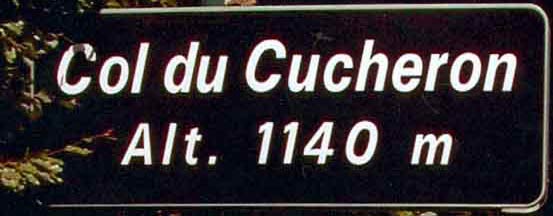 Col du Cucheron
Alt. 1140 m